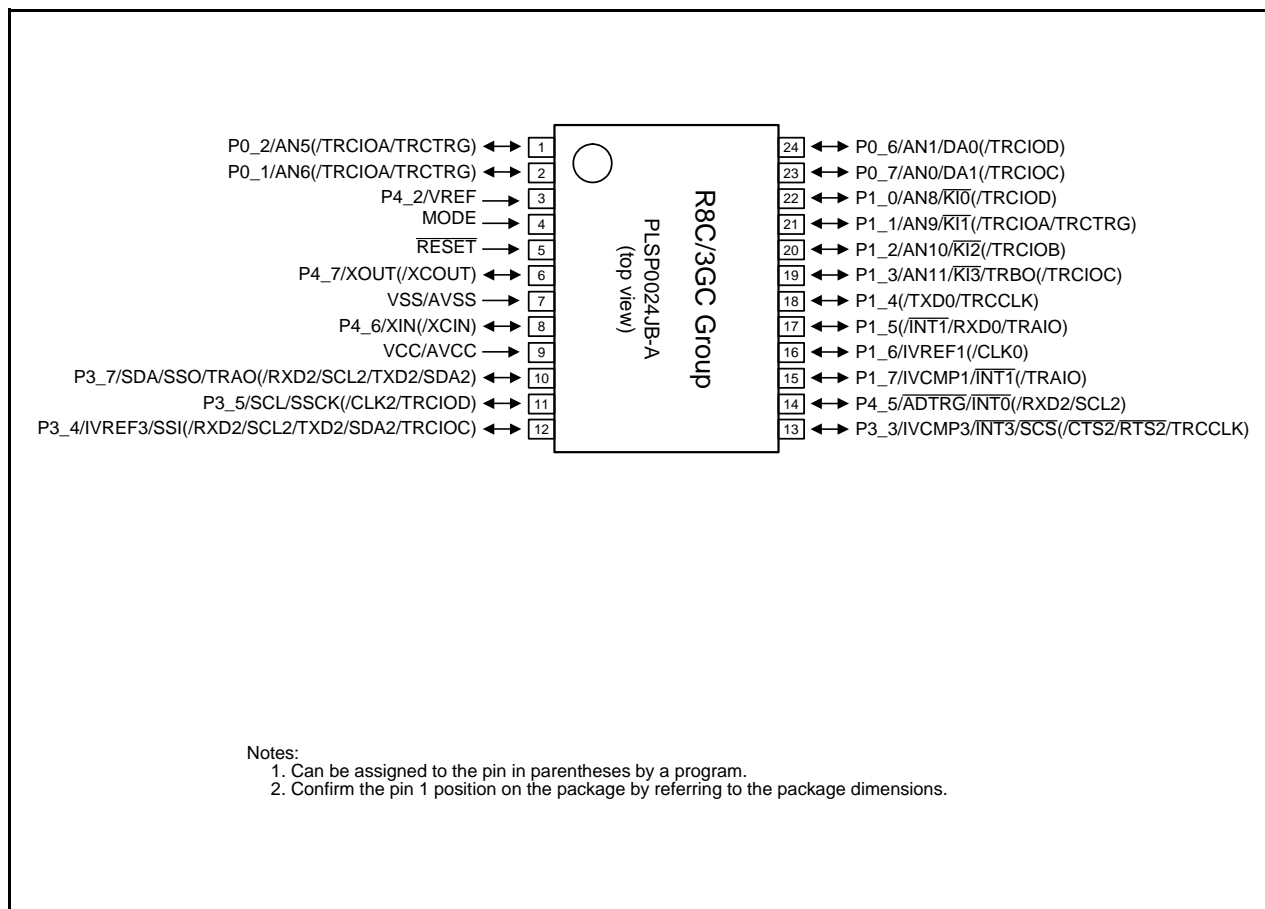 P0_2/AN5(/TRCIOA/TRCTRG) 1
P0_1/AN6(/TRCIOA/TRCTRG) 2
P4_2/VREF 3
MODE 4
RESET 5
P4_7/XOUT(/XCOUT) 6
VSS/AVSS 7
P4_6/XIN(/XCIN) 8
VCC/AVCC 9
P3_7/SDA/SSO/TRAO(/RXD2/SCL2/TXD2/SDA2) 10
P3_5/SCL/SSCK(/CLK2/TRCIOD) 11
P3_4/IVREF3/SSI(/RXD2/SCL2/TXD2/SDA2/TRCIOC) 12
R8C/3GC Group
PLSP0024JB-A
(top view)
24 P0_6/AN1/DA0(/TRCIOD)
23 P0_7/AN0/DA1(/TRCIOC)
22 P1_0/AN8/KI0(/TRCIOD)
21 P1_1/AN9/KI1(/TRCIOA/TRCTRG)
20 P1_2/AN10/KI2(/TRCIOB)
19 P1_3/AN11/KI3/TRBO(/TRCIOC)
18 P1_4(/TXD0/TRCCLK)
17 P1_5(/INT1/RXD0/TRAIO)
16 P1_6/IVREF1(/CLK0)
15 P1_7/IVCMP1/INT1(/TRAIO)
14 P4_5/ADTRG/INT0(/RXD2/SCL2)
13 P3_3/IVCMP3/INT3/SCS(/CTS2/RTS2/TRCCLK)
Notes:
1. Can be assigned to the pin in parentheses by a program.
2. Confirm the pin 1 position on the package by referring to the package dimensions.